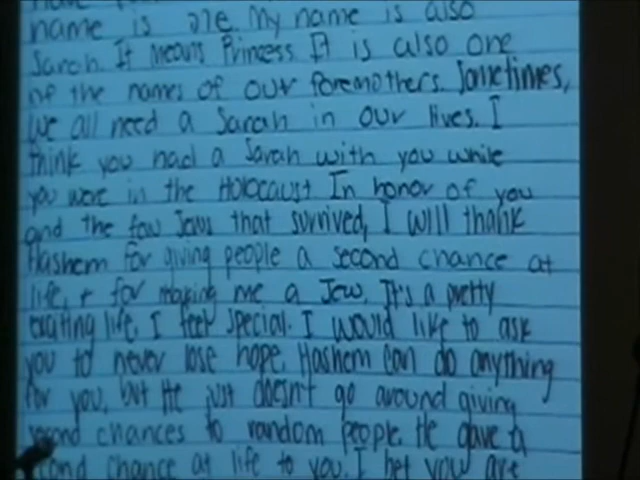 name is My name is also
Sarah. It means Princess. It is also one
of the names of our foremothers. Sometimes,
We all need a Sarah in our lives. I
think you had a Sarah with you while
you were in the Holocaust In honor of you
and the few Jews that survived, I will thank
Hashem for giving people a second chance at
life, + for making me a Jew. It's a pretty
exciting life. I feel special. I would like to ask
you to never lose hope. Hashem can do anything
for you, but He just doesn't go around giving
second chances to random people. He gave a
second chance at life to you. I bet you are